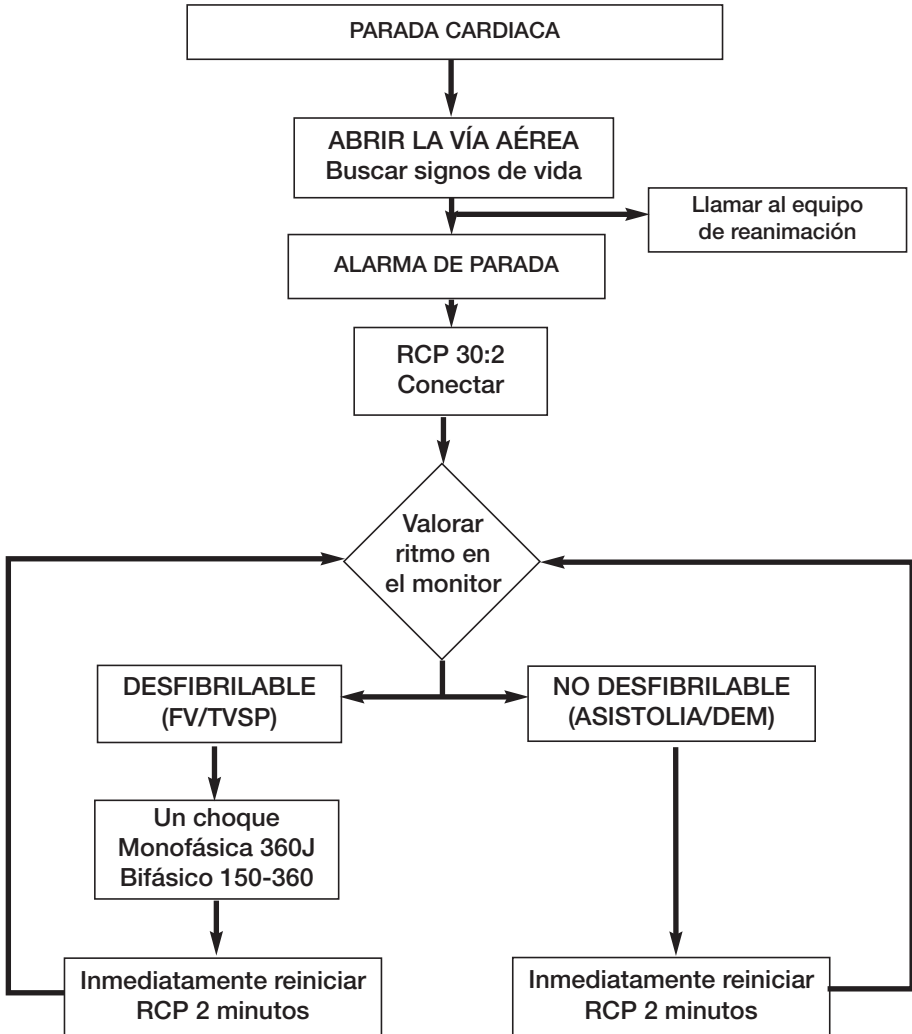 PARADA CARDIACA
ABRIR LA VÍA AÉREA
Buscar signos de vida
Llamar al equipo
de reanimación
ALARMA DE PARADA
RCP 30:2
Conectar
Valorar
ritmo en
el monitor
DESFIBRILABLE
(FV/TVSP)
NO DESFIBRILABLE
(ASISTOLIA/DEM)
Un choque
Monofásica 360J
Bifásico 150-360
Inmediatamente reiniciar
RCP 2 minutos
Inmediatamente reiniciar
RCP 2 minutos